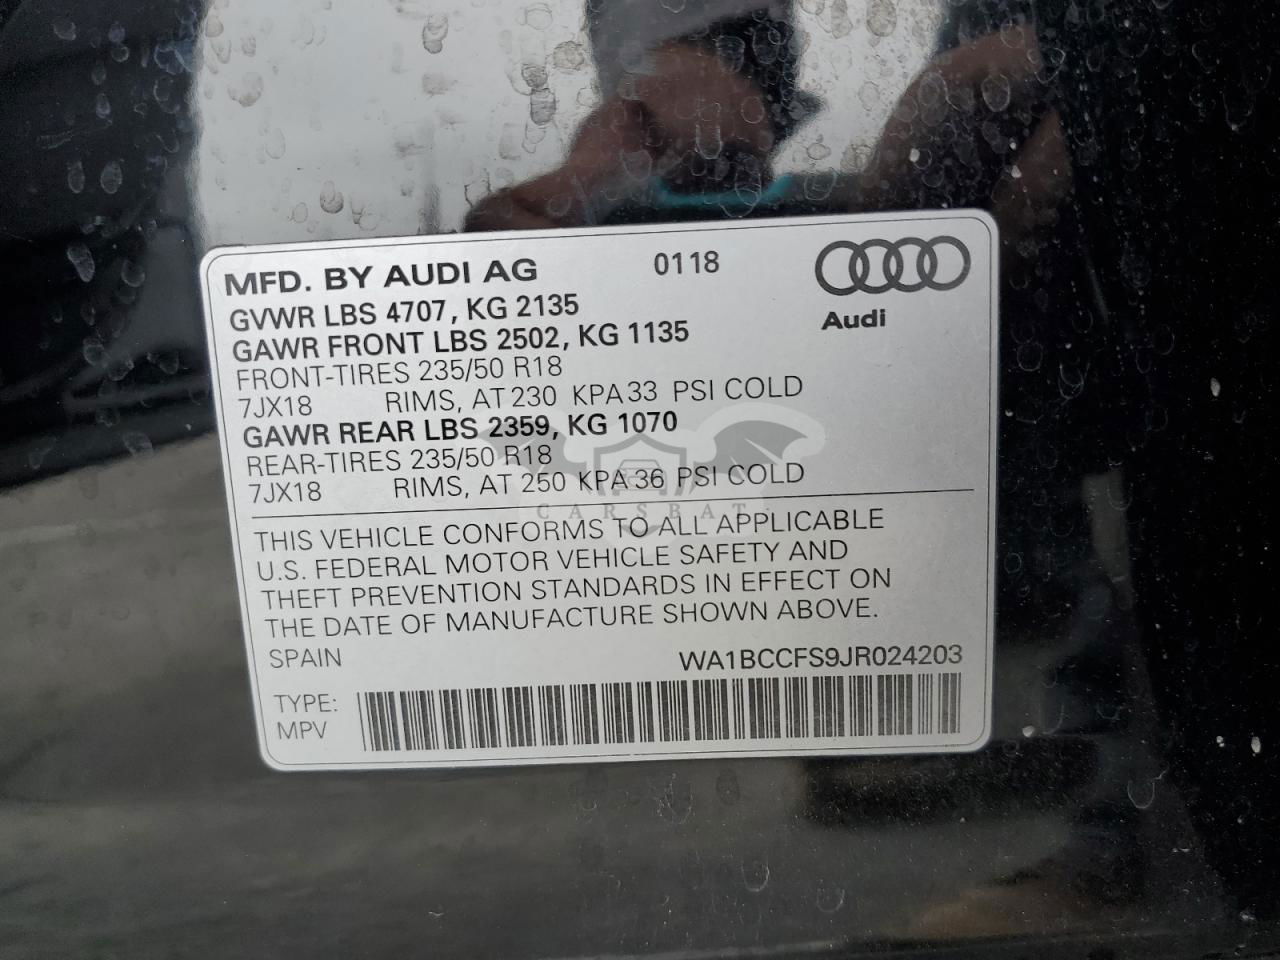 MFD. BY AUDI AG 0118
Audi
GVWR LBS 4707, KG 2135
GAWR FRONT LBS 2502, KG 1135
FRONT-TIRES 235/50 R18
7JX18 RIMS, AT 230 KPA 33 PSI COLD
GAWR REAR LBS 2359, KG 1070
REAR-TIRES 235/50 R18
7JX18 RIMS, AT 250 KPA 36 PSI COLD
CARSBAT
THIS VEHICLE CONFORMS TO ALL APPLICABLE
U.S. FEDERAL MOTOR VEHICLE SAFETY AND
THEFT PREVENTION STANDARDS IN EFFECT ON
THE DATE OF MANUFACTURE SHOWN ABOVE.
SPAIN WA1BCCFS9JR024203
TYPE:
MPV